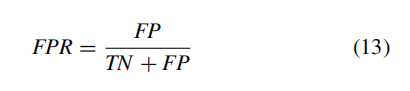 FPR = FP / TN + FP (13)